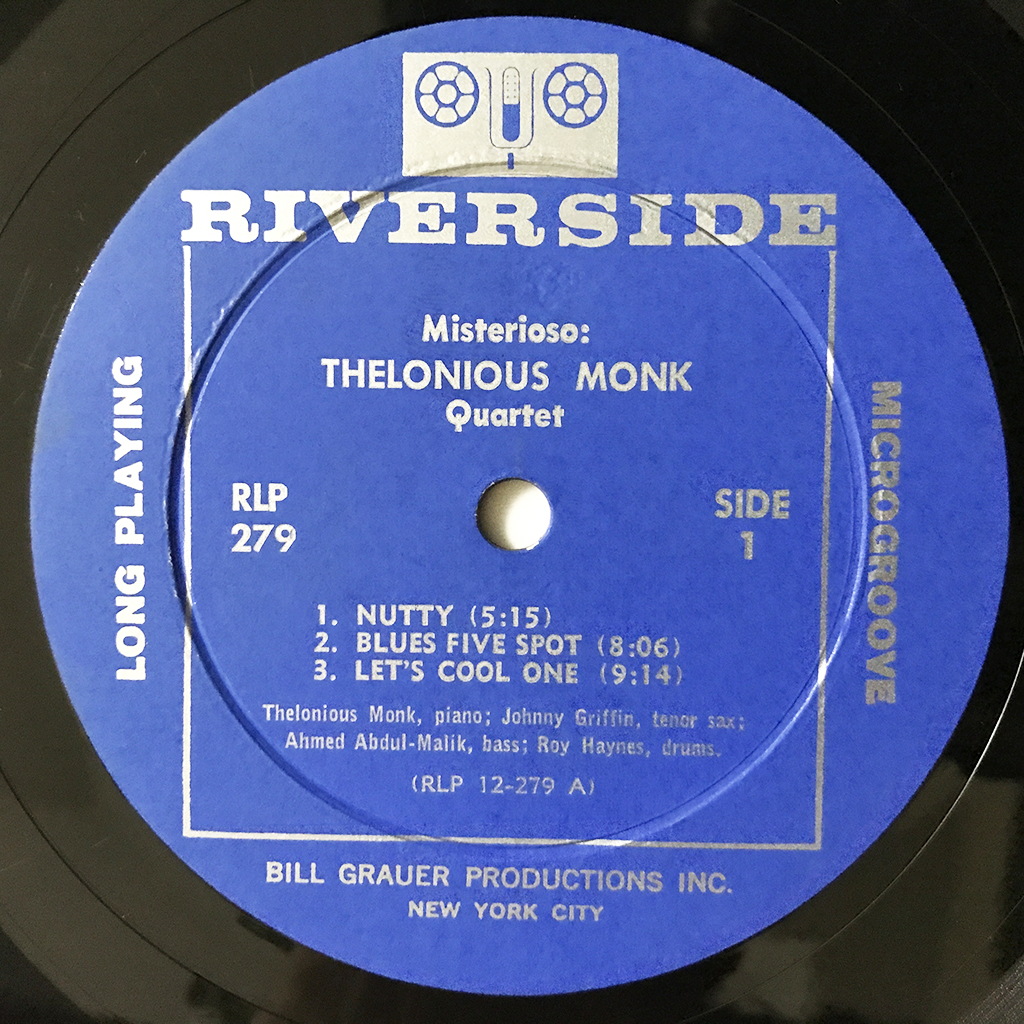 RIVERSIDE
Misterioso:
THELONIOUS MONK
Quartet
LONG PLAYING
MICROGROOVE
RLP
279
SIDE
1
1. NUTTY (5:15)
2. BLUES FIVE SPOT (8:06)
3. LET'S COOL ONE (9:14)
Thelonious Monk, piano; Johnny Griffin, tenor sax;
Ahmed Abdul-Malik, bass; Roy Haynes, drums.
(RLP 12-279 A)
BILL GRAUER PRODUCTIONS INC.
NEW YORK CITY